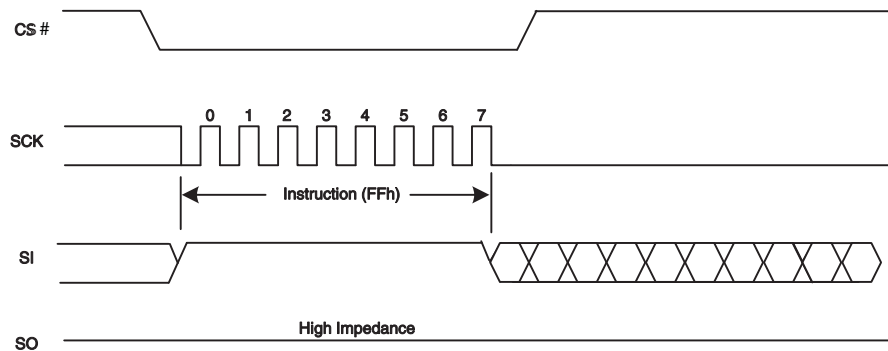 CS #
SCK
0 1 2 3 4 5 6 7
Instruction (FFh)
SI
High Impedance
SO